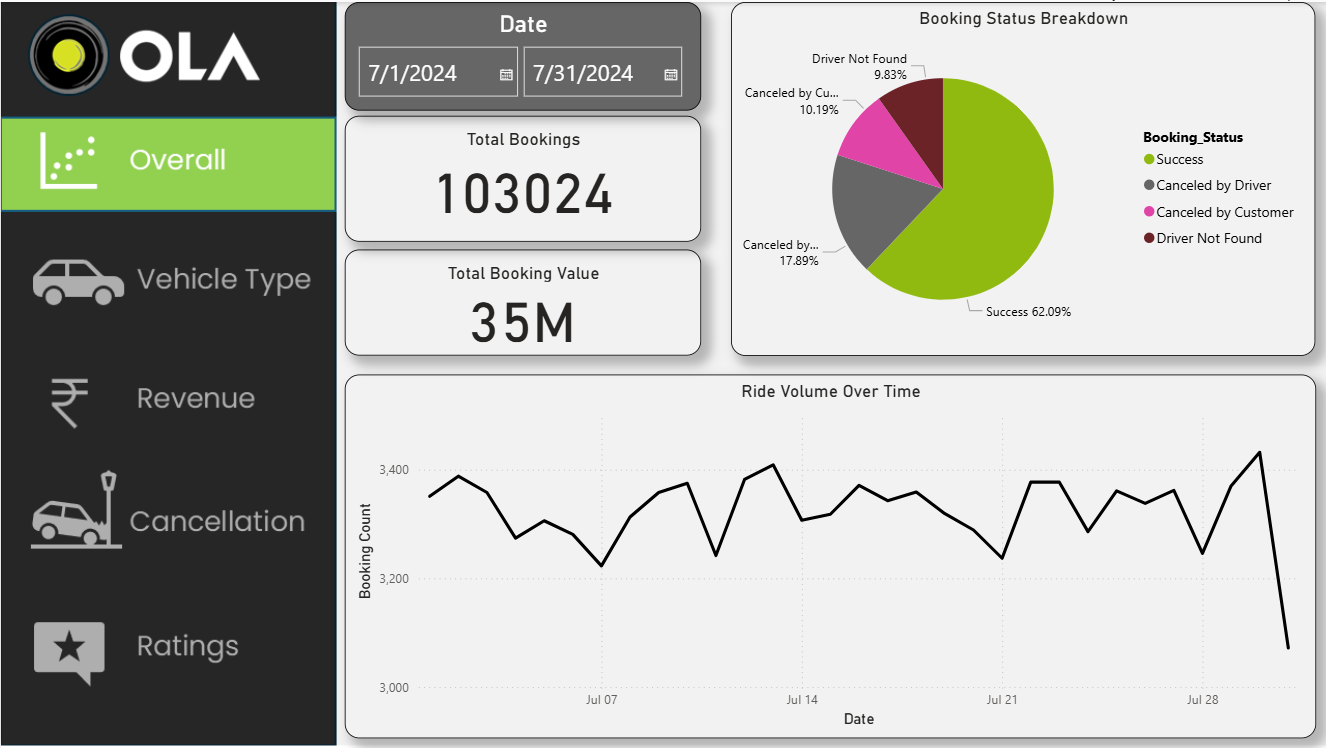 OLA
Overall
Vehicle Type
Revenue
Cancellation
Ratings
Date
7/1/2024
7/31/2024
Total Bookings
103024
Total Booking Value
35M
Booking Status Breakdown
Driver Not Found
9.83%
Canceled by Cu...
10.19%
Canceled by...
17.89%
Success 62.09%
Booking_Status
Success
Canceled by Driver
Canceled by Customer
Driver Not Found
Ride Volume Over Time
Booking Count
3,400
3,200
3,000
Jul 07
Jul 14
Jul 21
Jul 28
Date